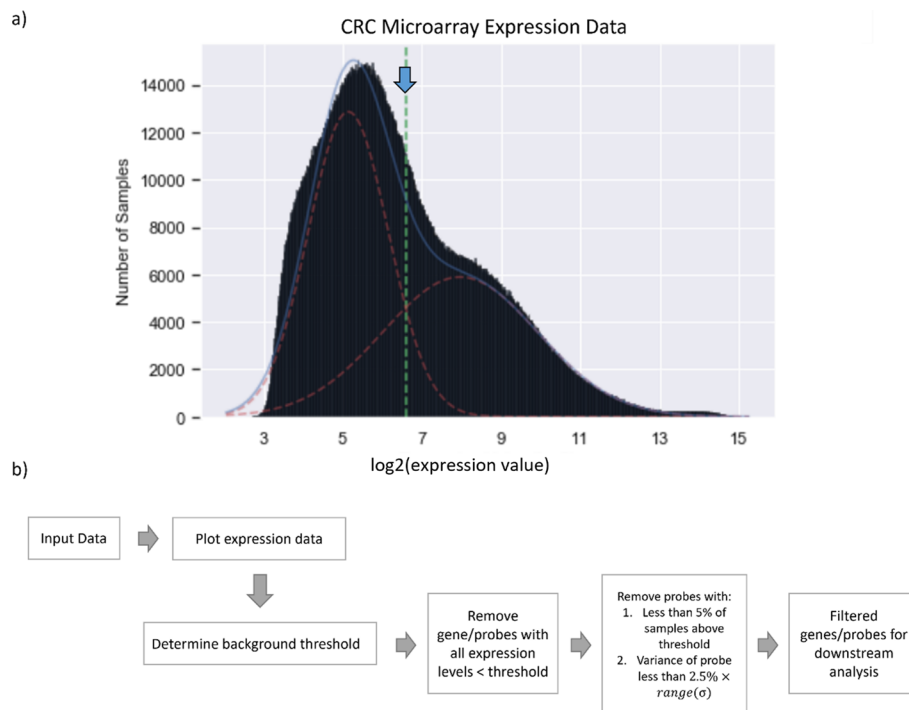 a)
CRC Microarray Expression Data
Number of Samples
14000
12000
10000
8000
6000
4000
2000
0
3 5 7 9 11 13 15
log2(expression value)
b)
Input Data
Plot expression data
Determine background threshold
Remove
gene/probes with
all expression
levels < threshold
Remove probes with:
1. Less than 5% of
samples above
threshold
2. Variance of probe
less than 2.5% ×
range(σ)
Filtered
genes/probes for
downstream
analysis